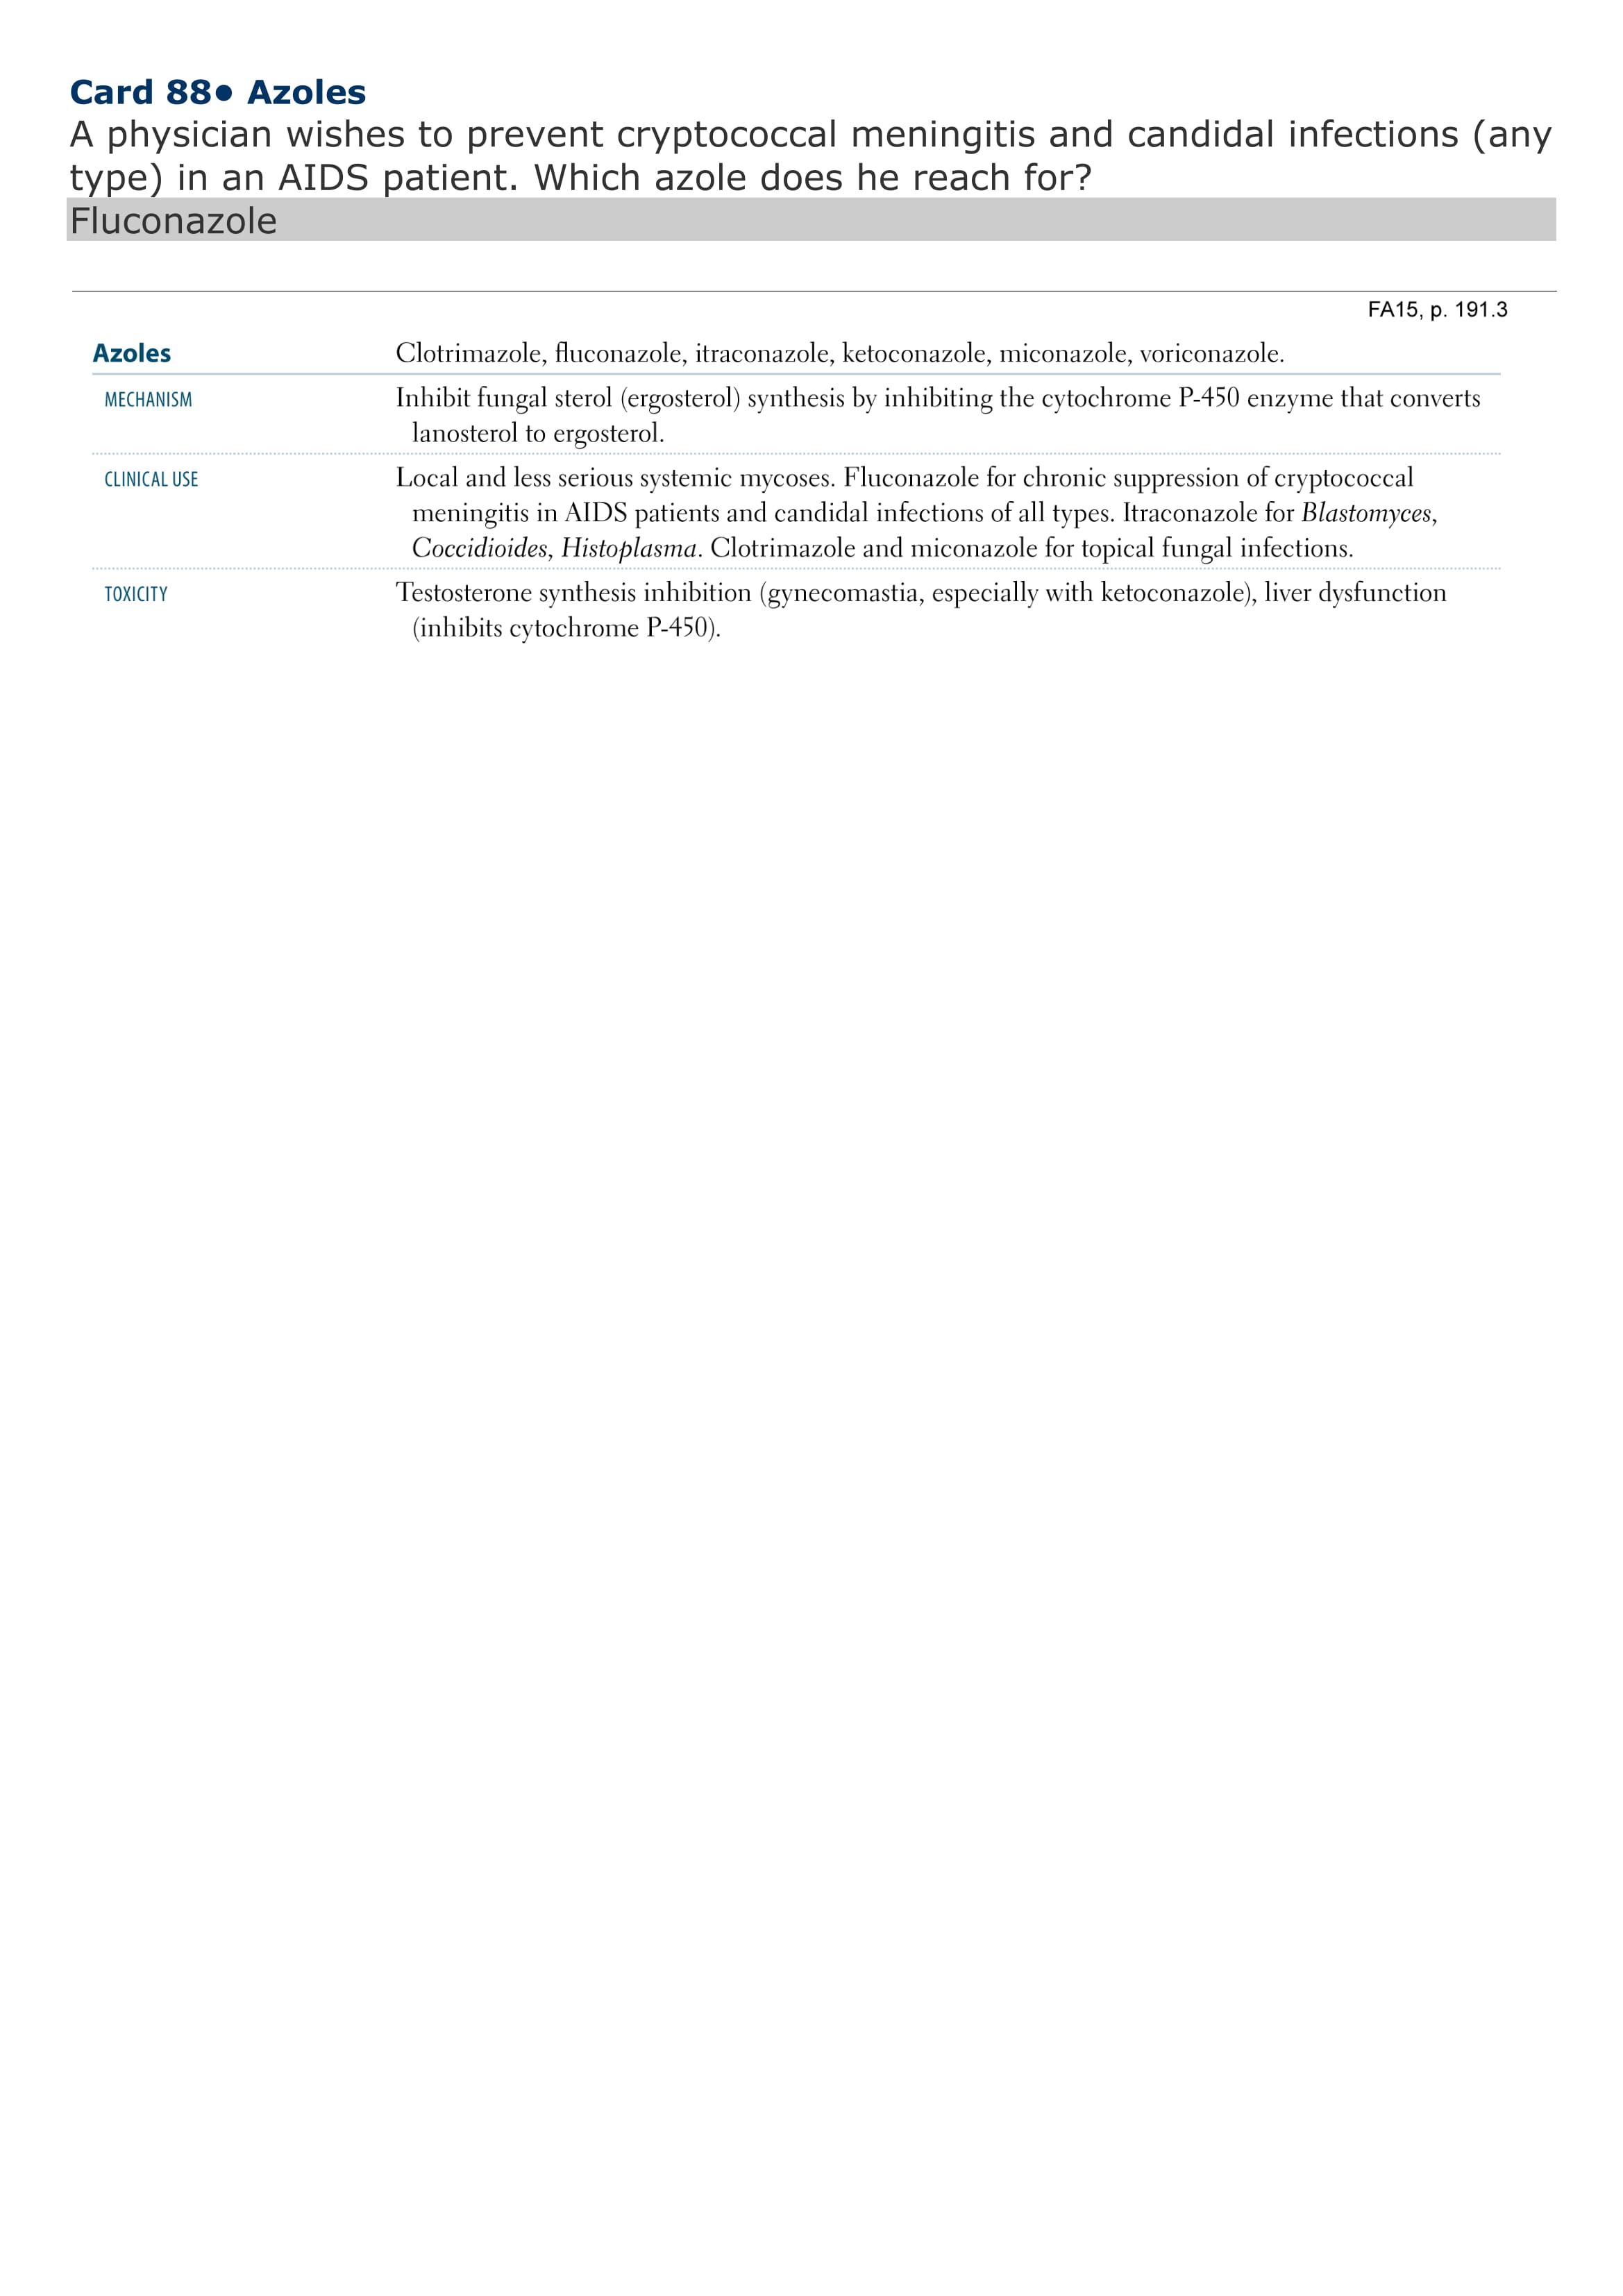 Card 88• Azoles
A physician wishes to prevent cryptococcal meningitis and candidal infections (any
type) in an AIDS patient. Which azole does he reach for?
Fluconazole
FA15, p. 191.3
Azoles Clotrimazole, fluconazole, itraconazole, ketoconazole, miconazole, voriconazole.
MECHANISM Inhibit fungal sterol (ergosterol) synthesis by inhibiting the cytochrome P-450 enzyme that converts
lanosterol to ergosterol.
CLINICAL USE Local and less serious systemic mycoses. Fluconazole for chronic suppression of cryptococcal
meningitis in AIDS patients and candidal infections of all types. Itraconazole for Blastomyces,
Coccidioides, Histoplasma. Clotrimazole and miconazole for topical fungal infections.
TOXICITY Testosterone synthesis inhibition (gynecomastia, especially with ketoconazole), liver dysfunction
(inhibits cytochrome P-450).